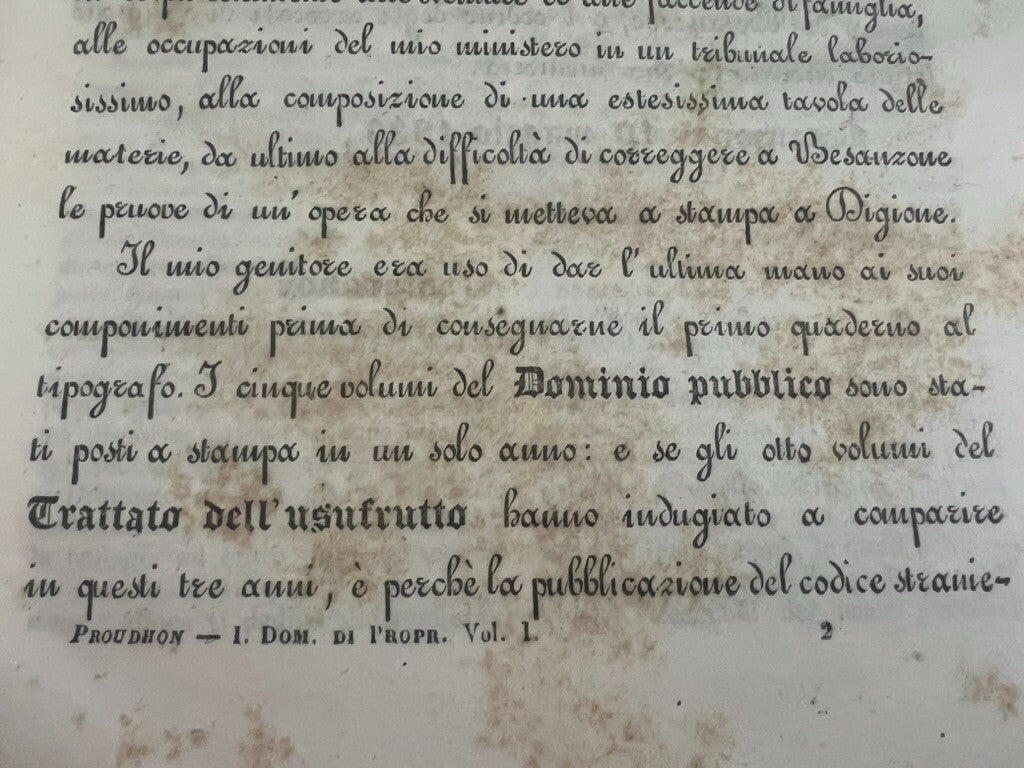 alle faccende di famiglia,
alle occupazioni del mio ministero in un tribunale laborio-
sissimo, alla composizione di una estesissima tavola delle
materie, da ultimo alla difficoltà di correggere a Besanzone
le pruove di un' opera che si metteva a stampa a Digione.
Il mio genitore era uso di dar l' ultima mano ai suoi
componimenti prima di consegnarne il primo quaderno al
tipografo. I cinque volumi del Dominio pubblico sono sta-
ti posti a stampa in un solo anno: e se gli otto volumi del
Trattato dell' usufrutto hanno indugiato a comparire
in questi tre anni, è perchè la pubblicazione del codice stranie-
PROUDHON — I. DOM. DI PROPR. Vol. I. 2